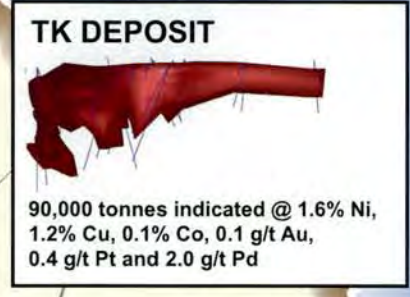 TK DEPOSIT
90,000 tonnes indicated @ 1.6% Ni,
1.2% Cu, 0.1% Co, 0.1 g/t Au,
0.4 g/t Pt and 2.0 g/t Pd